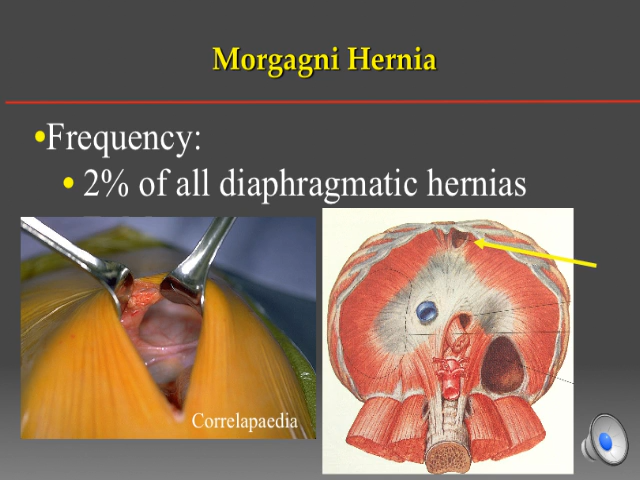 Morgagni Hernia
•Frequency:
• 2% of all diaphragmatic hernias
Correlapaedia